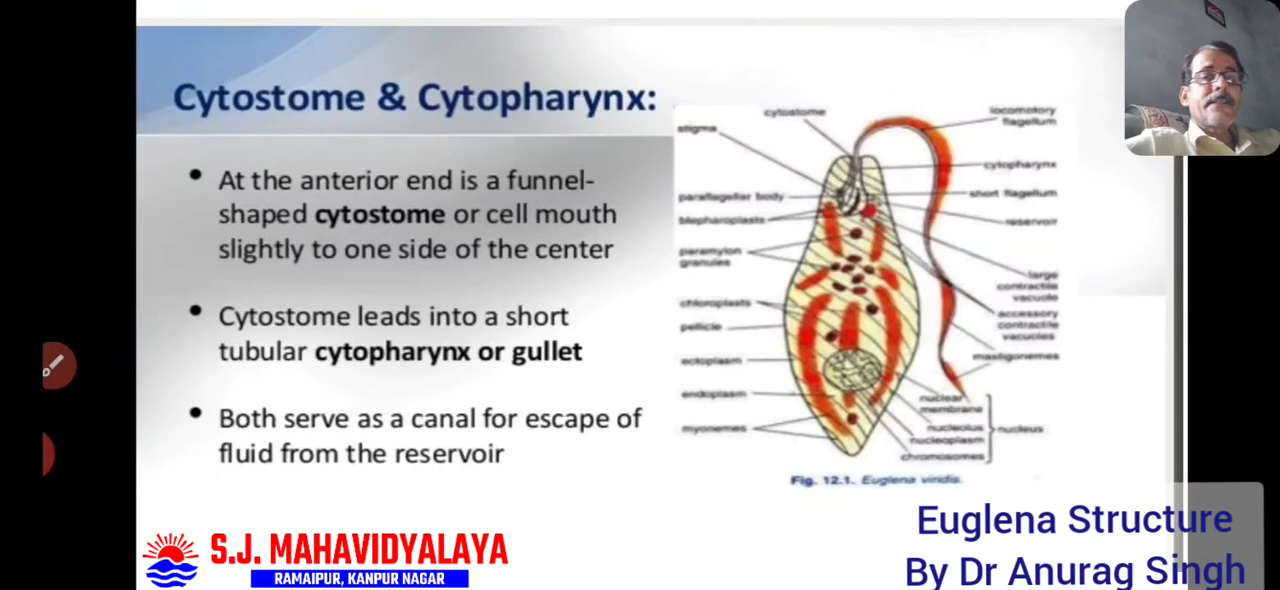 Cytostome & Cytopharynx:
• At the anterior end is a funnel-
shaped cytostome or cell mouth
slightly to one side of the center
• Cytostome leads into a short
tubular cytopharynx or gullet
• Both serve as a canal for escape of
fluid from the reservoir
cytostome
stigma
paraflagellar body
blepharoplasts
paramylon
granules
chloroplasts
pellicle
ectoplasm
endoplasm
myonemes
locomotory
flagellum
cytopharynx
short flagellum
reservoir
large
contractile
vacuole
accessory
contractile
vacuoles
mastigonemes
nuclear
membrane
nucleolus
nucleoplasm
chromosomes
nucleus
Fig. 12.1. Euglena viridis.
S.J. MAHAVIDYALAYA
RAMAIPUR, KANPUR NAGAR
Euglena Structure
By Dr Anurag Singh